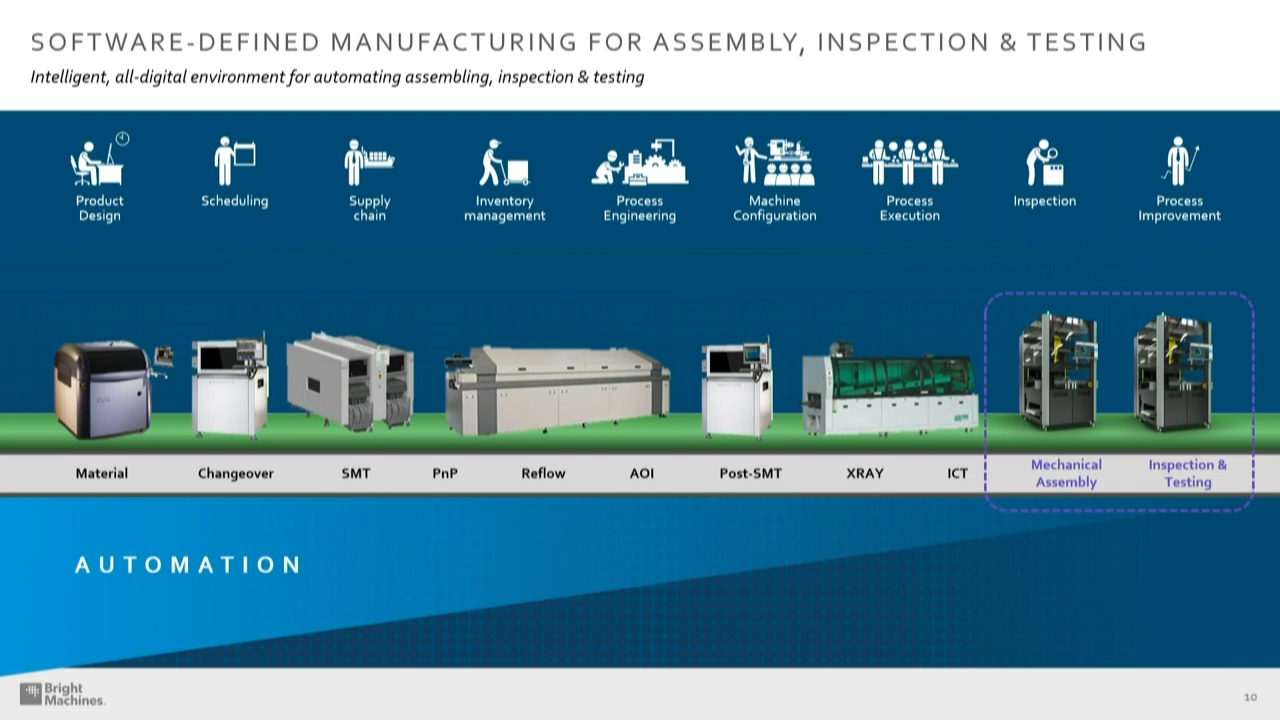 SOFTWARE-DEFINED MANUFACTURING FOR ASSEMBLY, INSPECTION & TESTING
Intelligent, all-digital environment for automating assembling, inspection & testing
Product
Design
Scheduling
Supply
chain
Inventory
management
Process
Engineering
Machine
Configuration
Process
Execution
Inspection
Process
Improvement
Material
Changeover
SMT
PnP
Reflow
AOI
Post-SMT
XRAY
ICT
Mechanical
Assembly
Inspection &
Testing
AUTOMATION
Bright
Machines.
10